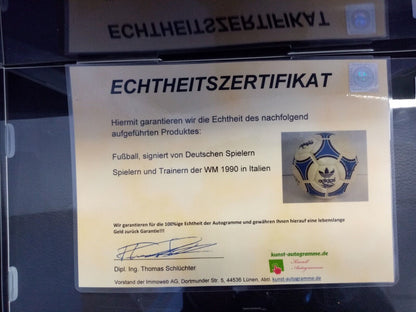 ECHTHEITSZERTIFIKAT
ECHTHEITSZERTIFIKAT
Hiermit garantieren wir die Echtheit des nachfolgend
aufgeführten Produktes:
Fußball, signiert von Deutschen Spielern
Spielern und Trainern der WM 1990 in Italien
adidas
Wir garantieren für die 100%ige Echtheit der Autogramme und gewähren Ihnen hierauf eine lebenslange
Geld zurück Garantie!!!
kunst-autogramme.de
Kunst
Autogramme
Dipl. Ing. Thomas Schlüchter
Vorstand der Immoweb AG, Dortmunder Str. 5, 44536 Lünen, Abt. kunst-autogramme.de